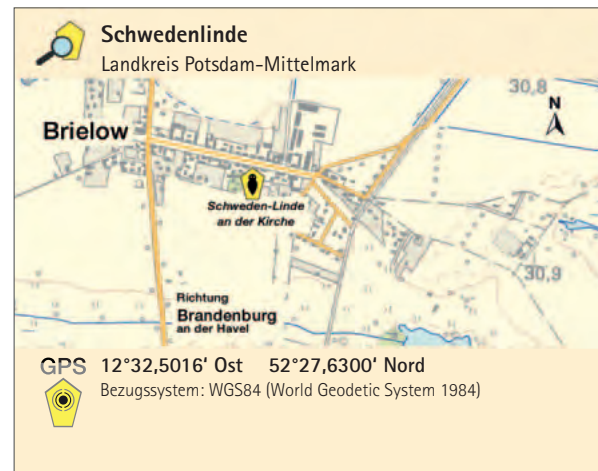 Schwedenlinde
Landkreis Potsdam-Mittelmark
30,8
N
Brielow
Schweden-Linde
an der Kirche
30,9
Richtung
Brandenburg
an der Havel
GPS 12°32,5016' Ost 52°27,6300' Nord
Bezugssystem: WGS84 (World Geodetic System 1984)